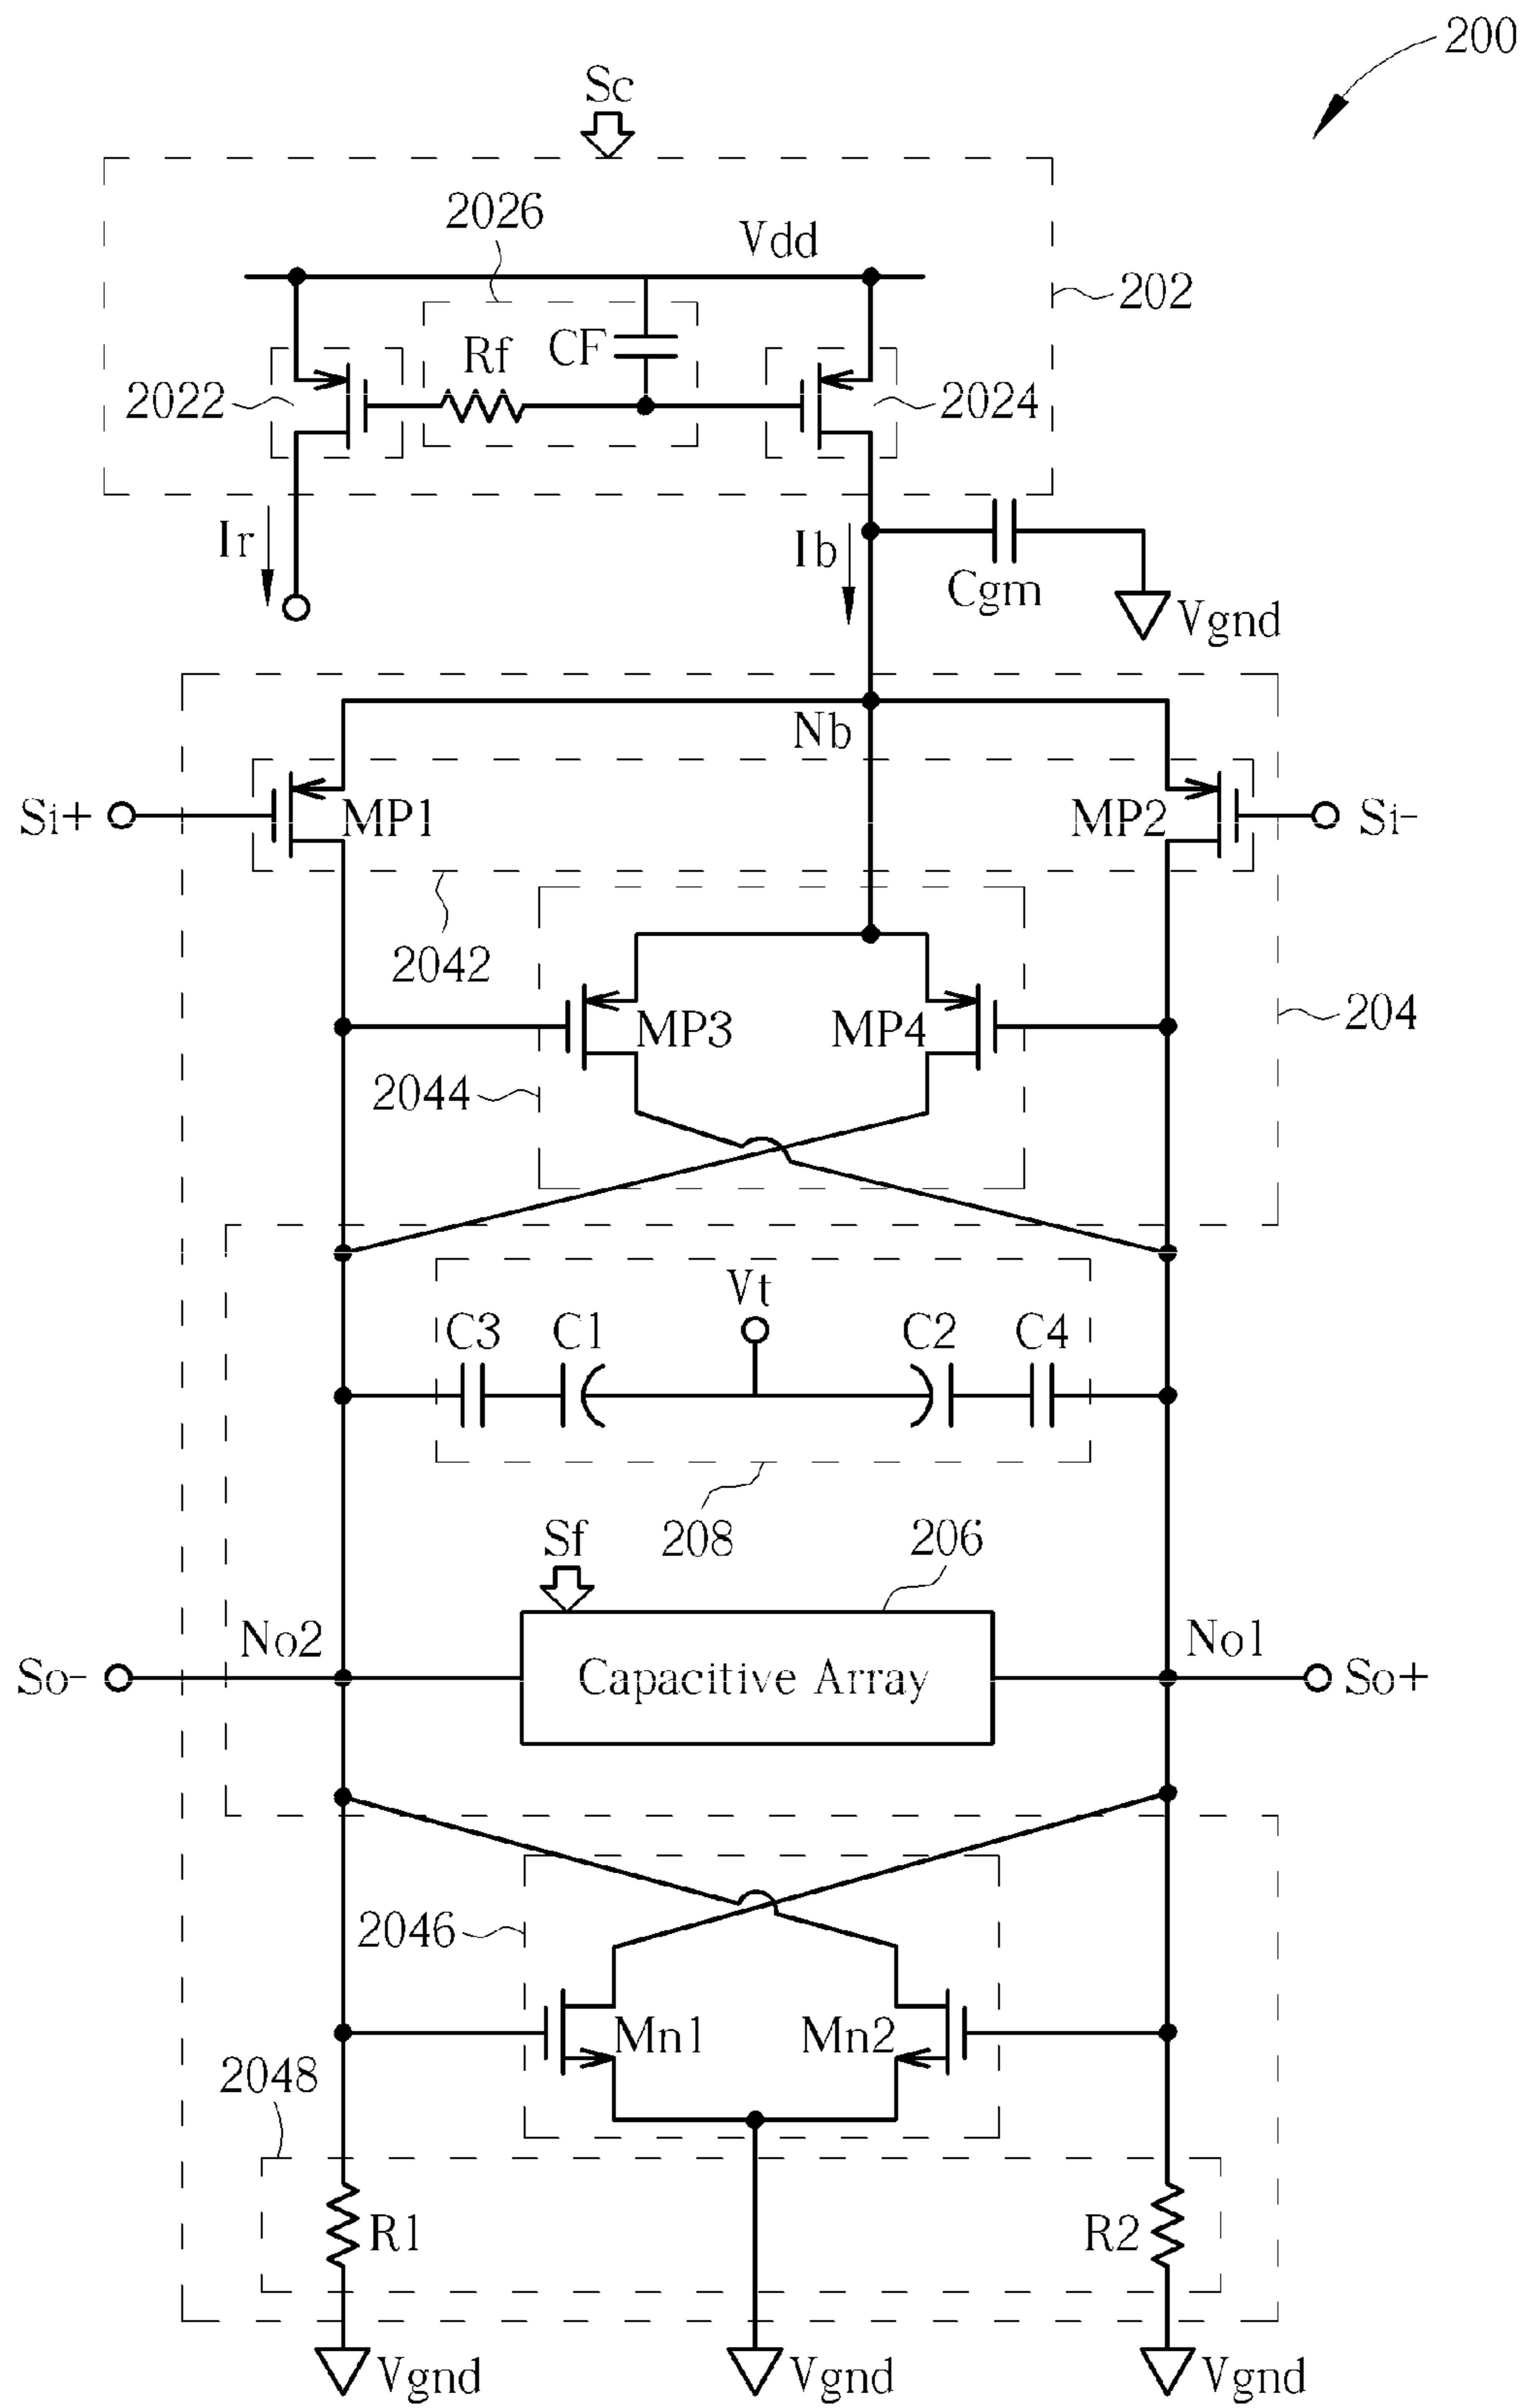 200
Sc
2026
Vdd
202
Rf
CF
2022
2024
Ir
Ib
Cgm
Vgnd
Nb
Si+
MP1
MP2
Si-
2042
MP3
MP4
204
2044
Vt
C3
C1
C2
C4
208
Sf
206
No2
No1
So-
Capacitive Array
So+
2046
Mn1
Mn2
2048
R1
R2
Vgnd
Vgnd
Vgnd